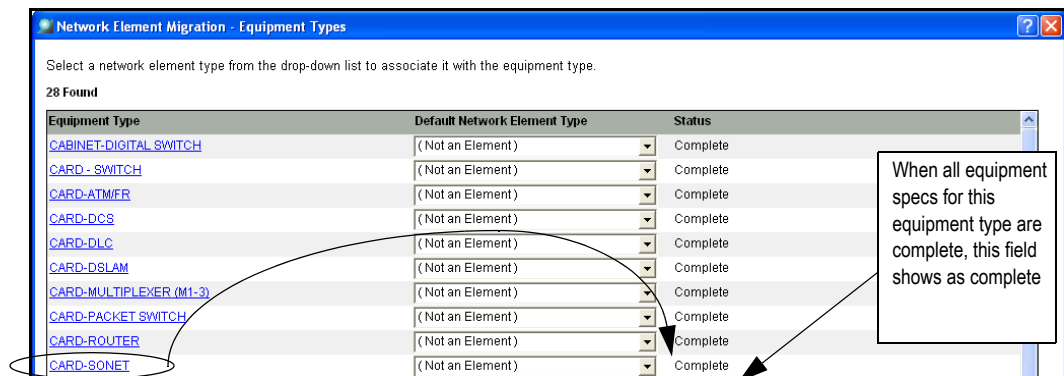 Network Element Migration - Equipment Types
Select a network element type from the drop-down list to associate it with the equipment type.
28 Found
Equipment Type Default Network Element Type Status
CABINET-DIGITAL SWITCH ( Not an Element ) Complete
CARD - SWITCH ( Not an Element ) Complete
CARD-ATM/FR ( Not an Element ) Complete
CARD-DCS ( Not an Element ) Complete
CARD-DLC ( Not an Element ) Complete
CARD-DSLAM ( Not an Element ) Complete
CARD-MULTIPLEXER (M1-3) ( Not an Element ) Complete
CARD-PACKET SWITCH ( Not an Element ) Complete
CARD-ROUTER ( Not an Element ) Complete
CARD-SONET ( Not an Element ) Complete
When all equipment
specs for this
equipment type are
complete, this field
shows as complete